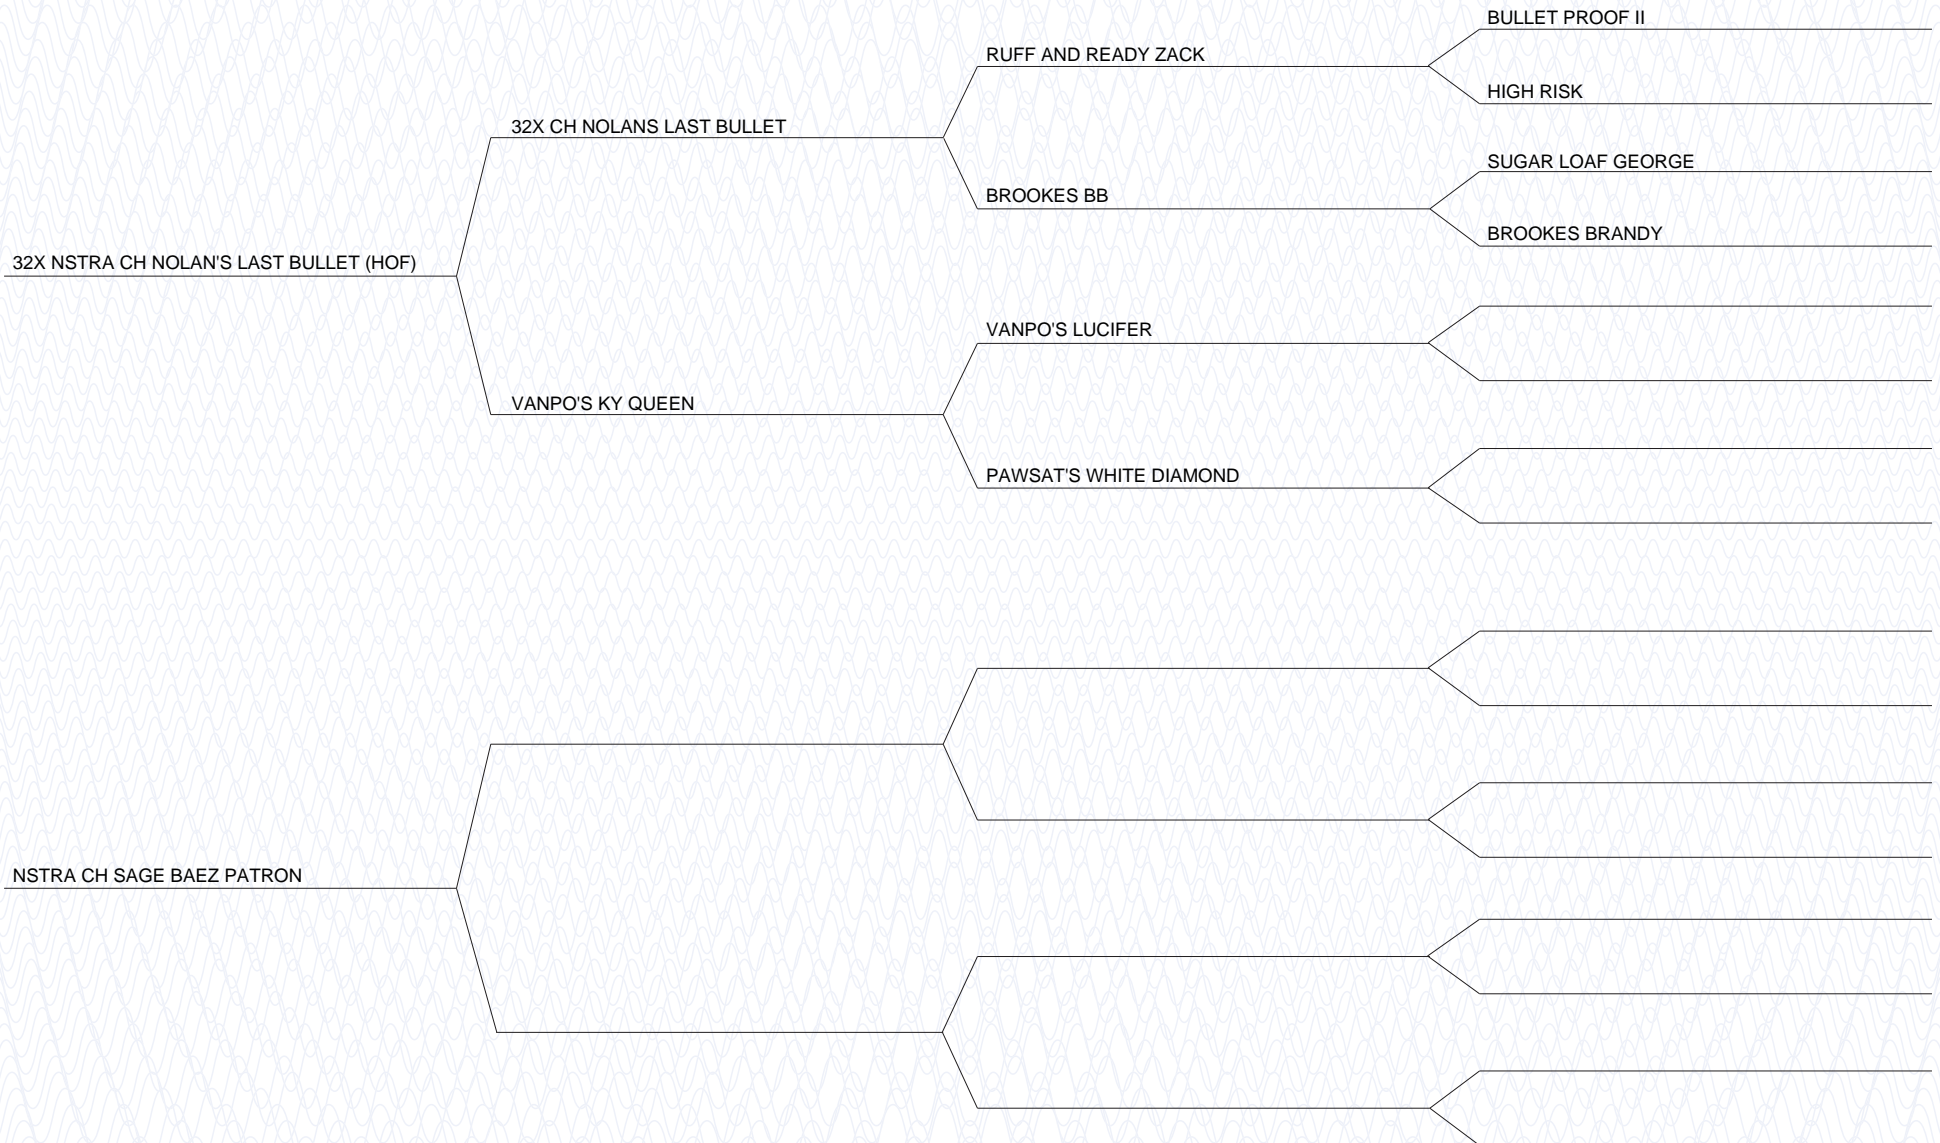 BULLET PROOF II
RUFF AND READY ZACK
HIGH RISK
32X CH NOLANS LAST BULLET
SUGAR LOAF GEORGE
BROOKES BB
BROOKES BRANDY
32X NSTRA CH NOLAN'S LAST BULLET (HOF)
VANPO'S LUCIFER
VANPO'S KY QUEEN
PAWSAT'S WHITE DIAMOND
NSTRA CH SAGE BAEZ PATRON